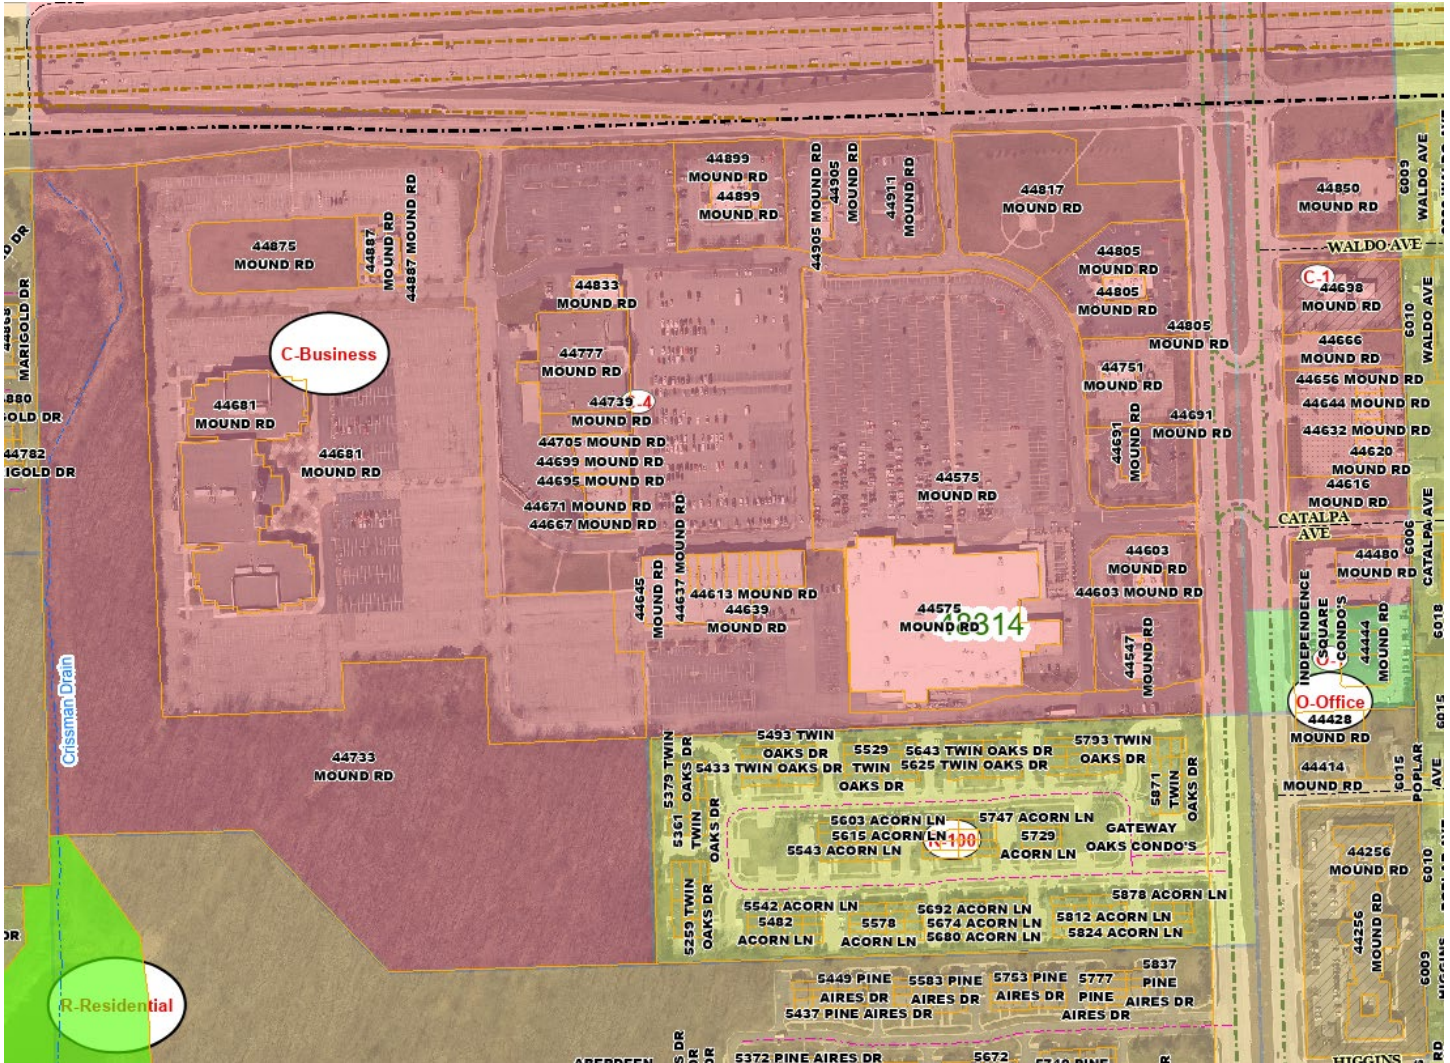 44899
MOUND RD
44899
MOUND RD
44905 MOUND RD
44905
MOUND RD
44911
MOUND RD
44817
MOUND RD
44850
MOUND RD
6009
WALDO AVE
WALDO AVE
44875
MOUND RD
44887
MOUND RD
44887 MOUND RD
44805
MOUND RD
44805
MOUND RD
44805
MOUND RD
C-1
44698
MOUND RD
6010
WALDO AVE
44868
MARIGOLD DR
44833
MOUND RD
C-Business
44777
MOUND RD
44739
MOUND RD
-4
44751
MOUND RD
44666
MOUND RD
44656 MOUND RD
44644 MOUND RD
44632 MOUND RD
44620
MOUND RD
44616
MOUND RD
44681
MOUND RD
44681
MOUND RD
44705 MOUND RD
44699 MOUND RD
44695 MOUND RD
44671 MOUND RD
44667 MOUND RD
44691
MOUND RD
44691
MOUND RD
44575
MOUND RD
44782
CATALPA
AVE
6006
CATALPA AVE
44480
MOUND RD
44603
MOUND RD
44603 MOUND RD
44645
MOUND RD
44637 MOUND RD
44613 MOUND RD
44639
MOUND RD
44575
MOUND RD
48314
44547
MOUND RD
INDEPENDENCE
SQUARE
CONDO'S
44444
MOUND RD
6018
O-Office
44428
MOUND RD
6015
44414
MOUND RD
6015
POPLAR
AVE
Crissman Drain
44733
MOUND RD
5379 TWIN
OAKS DR
5493 TWIN
OAKS DR
5433 TWIN OAKS DR
5529
TWIN
OAKS DR
5643 TWIN OAKS DR
5625 TWIN OAKS DR
5793 TWIN
OAKS DR
5871
TWIN
OAKS DR
5361
TWIN
OAKS DR
5603 ACORN LN
5615 ACORN LN
5543 ACORN LN
R-100
5747 ACORN LN
5729
ACORN LN
GATEWAY
OAKS CONDO'S
5259 TWIN
OAKS DR
5542 ACORN LN
5482
ACORN LN
5578
ACORN LN
5692 ACORN LN
5674 ACORN LN
5680 ACORN LN
5878 ACORN LN
5812 ACORN LN
5824 ACORN LN
44256
MOUND RD
44256
MOUND RD
6010
6009
HIGGINS
R-Residential
5449 PINE
AIRES DR
5437 PINE AIRES DR
5583 PINE
AIRES DR
5753 PINE
AIRES DR
5777
PINE
AIRES DR
5837
PINE
AIRES DR
ABERDEEN
5372 PINE AIRES DR
5672
HIGGINS